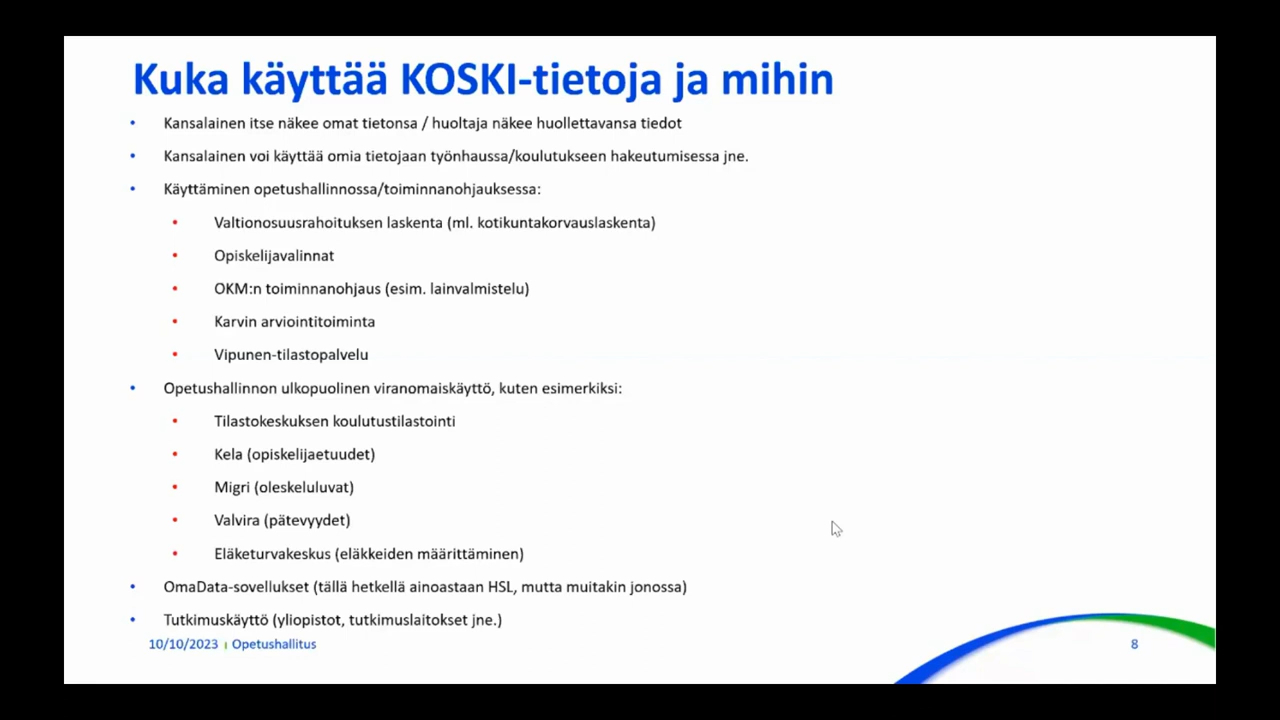 Kuka käyttää KOSKI-tietoja ja mihin
• Kansalainen itse näkee omat tietonsa / huoltaja näkee huollettavansa tiedot
• Kansalainen voi käyttää omia tietojaan työnhaussa/koulutukseen hakeutumisessa jne.
• Käyttäminen opetushallinnossa/toiminnanohjauksessa:
• Valtionosuusrahoituksen laskenta (ml. kotikuntakorvauslaskenta)
• Opiskelijavalinnat
• OKM:n toiminnanohjaus (esim. lainvalmistelu)
• Karvin arviointitoiminta
• Vipunen-tilastopalvelu
• Opetushallinnon ulkopuolinen viranomaiskäyttö, kuten esimerkiksi:
• Tilastokeskuksen koulutustilastointi
• Kela (opiskelijaetuudet)
• Migri (oleskeluluvat)
• Valvira (pätevyydet)
• Eläketurvakeskus (eläkkeiden määrittäminen)
• OmaData-sovellukset (tällä hetkellä ainoastaan HSL, mutta muitakin jonossa)
• Tutkimuskäyttö (yliopistot, tutkimuslaitokset jne.)
10/10/2023 | Opetushallitus 8